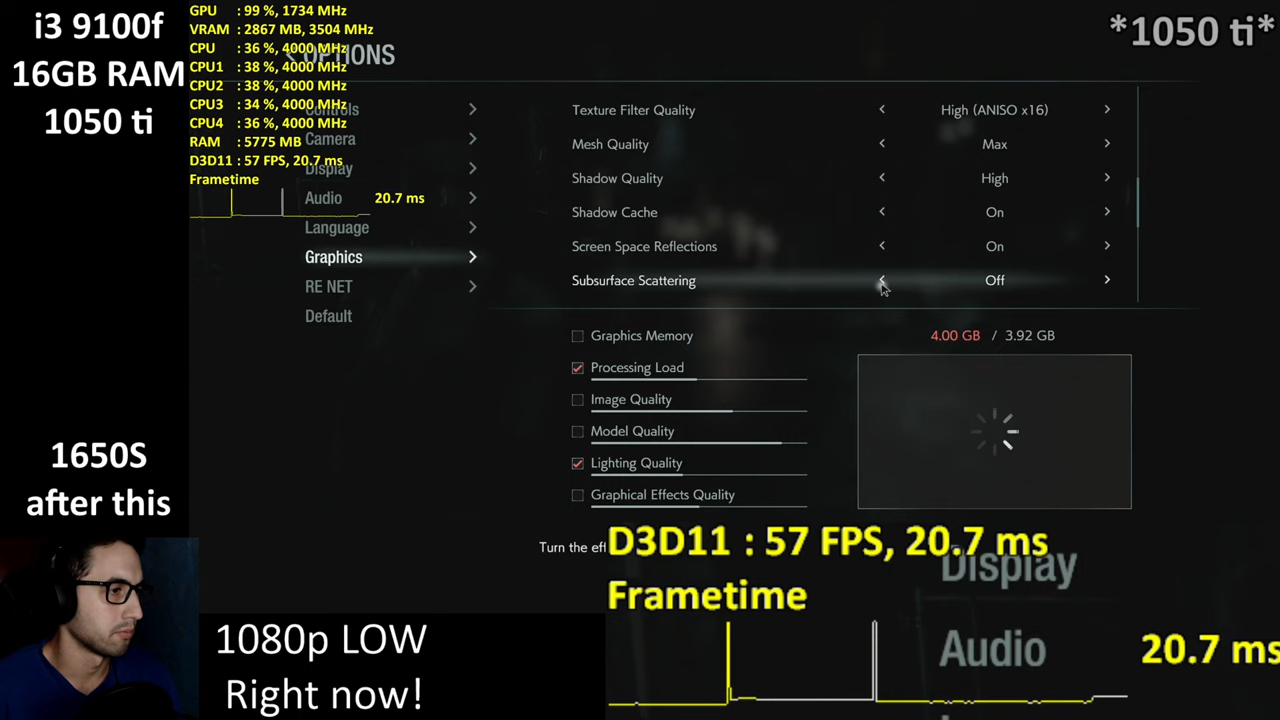 i3 9100f
16GB RAM
1050 ti
GPU : 99 %, 1734 MHz
VRAM : 2867 MB, 3504 MHz
CPU : 36 %, 4000 MHz
CPU1 : 38 %, 4000 MHz
CPU2 : 38 %, 4000 MHz
CPU3 : 34 %, 4000 MHz
CPU4 : 36 %, 4000 MHz
RAM : 5775 MB
D3D11 : 57 FPS, 20.7 ms
Frametime
20.7 ms
*1050 ti*
OPTIONS
Controls
Camera
Display
Audio
Language
Graphics
RE NET
Default
Texture Filter Quality High (ANISO x16)
Mesh Quality Max
Shadow Quality High
Shadow Cache On
Screen Space Reflections On
Subsurface Scattering Off
Graphics Memory 4.00 GB / 3.92 GB
Processing Load
Image Quality
Model Quality
Lighting Quality
Graphical Effects Quality
Turn the
1650S
after this
1080p LOW
Right now!
D3D11 : 57 FPS, 20.7 ms
Frametime
Display
Audio
20.7 ms